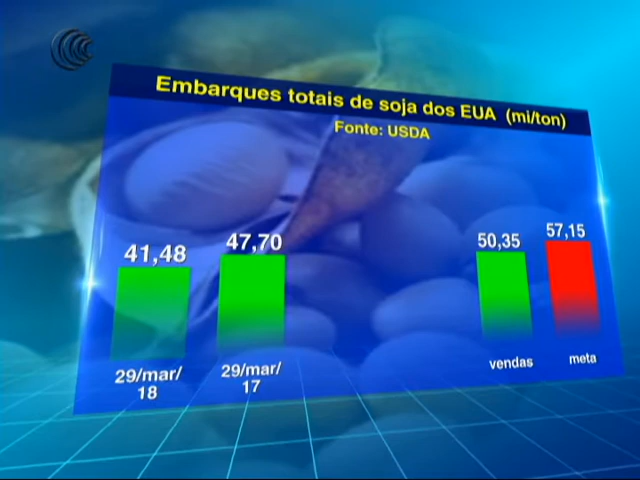 Embarques totais de soja dos EUA (mi/ton)
Fonte: USDA
41,48
47,70
50,35
57,15
29/mar/
18
29/mar/
17
vendas
meta